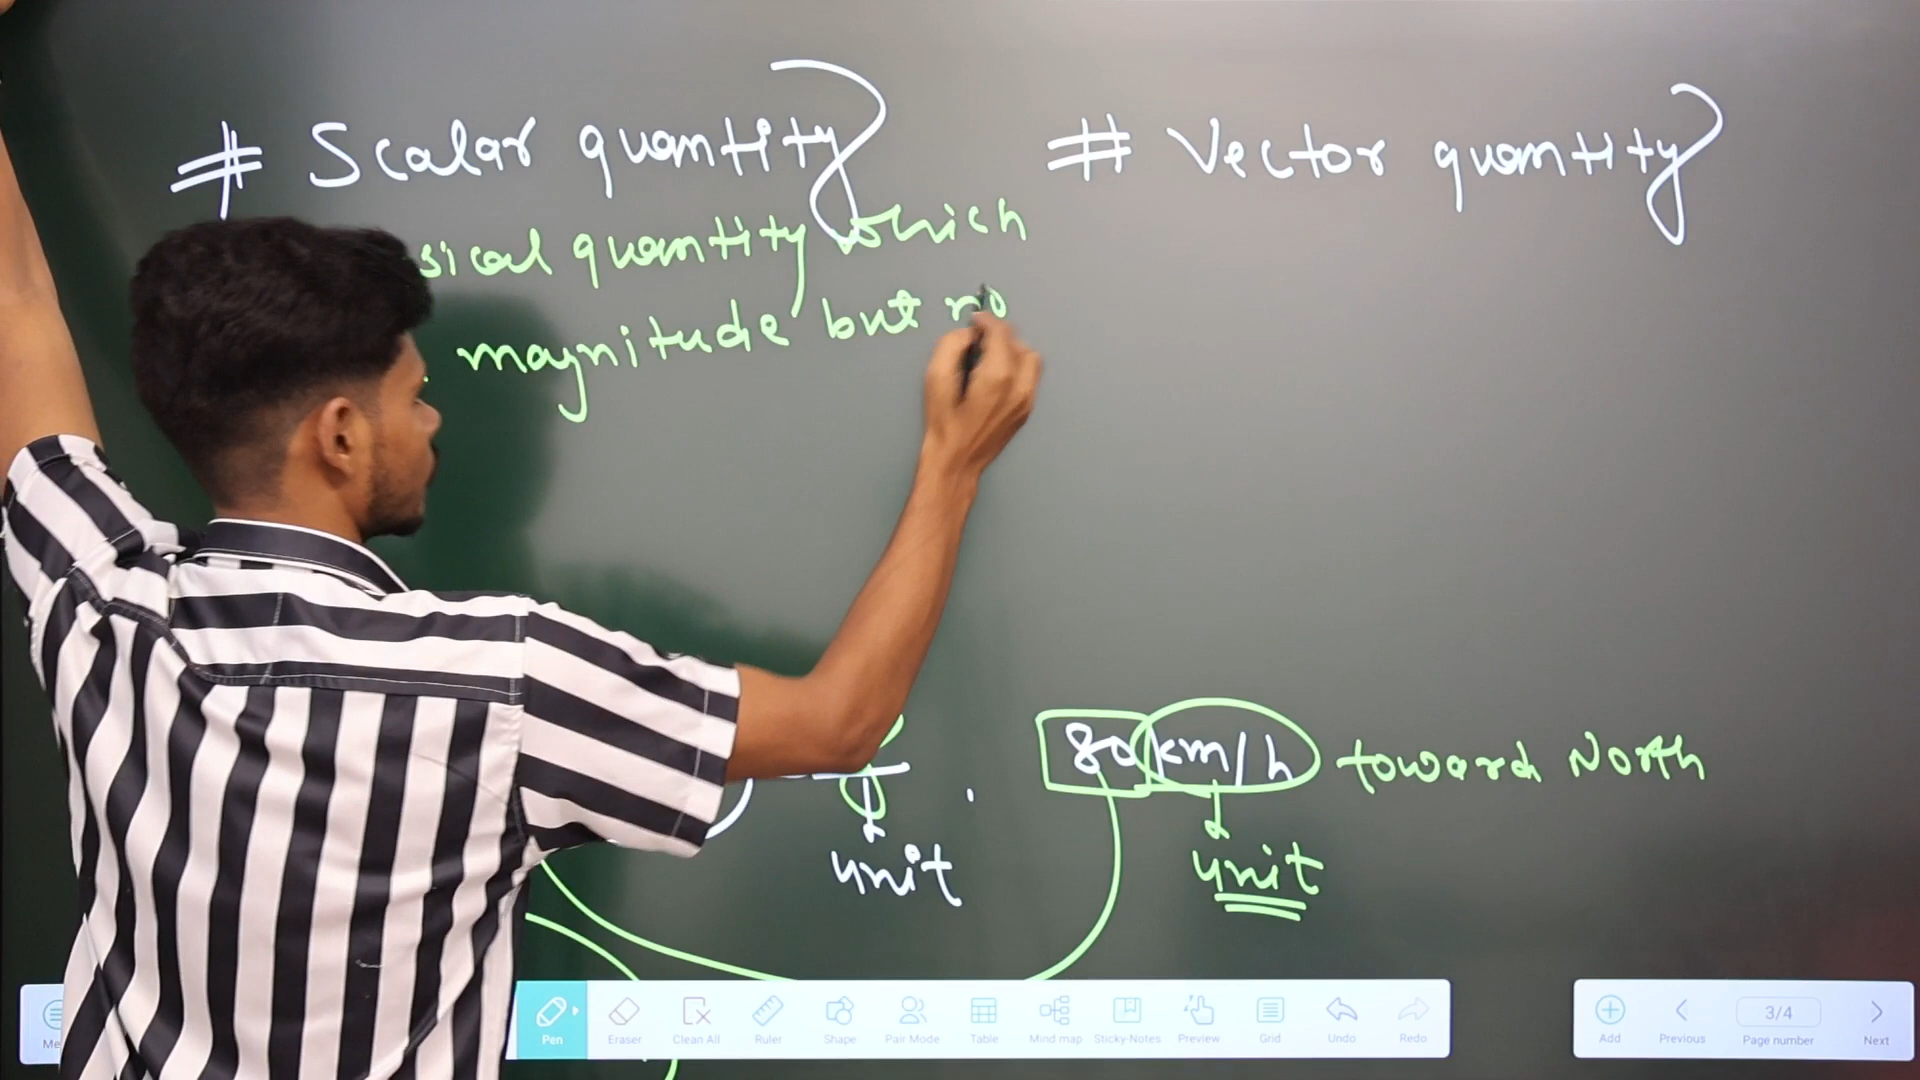 # Scalar quantity
sical quantity which
magnitude but no
# Vector quantity
80 km/h toward North
unit
unit
Pen
Eraser
Clean All
Ruler
Shape
Pair Mode
Table
Mind map
Sticky-Notes
Preview
Grid
Undo
Redo
Add
Previous
3/4
Page number
Next